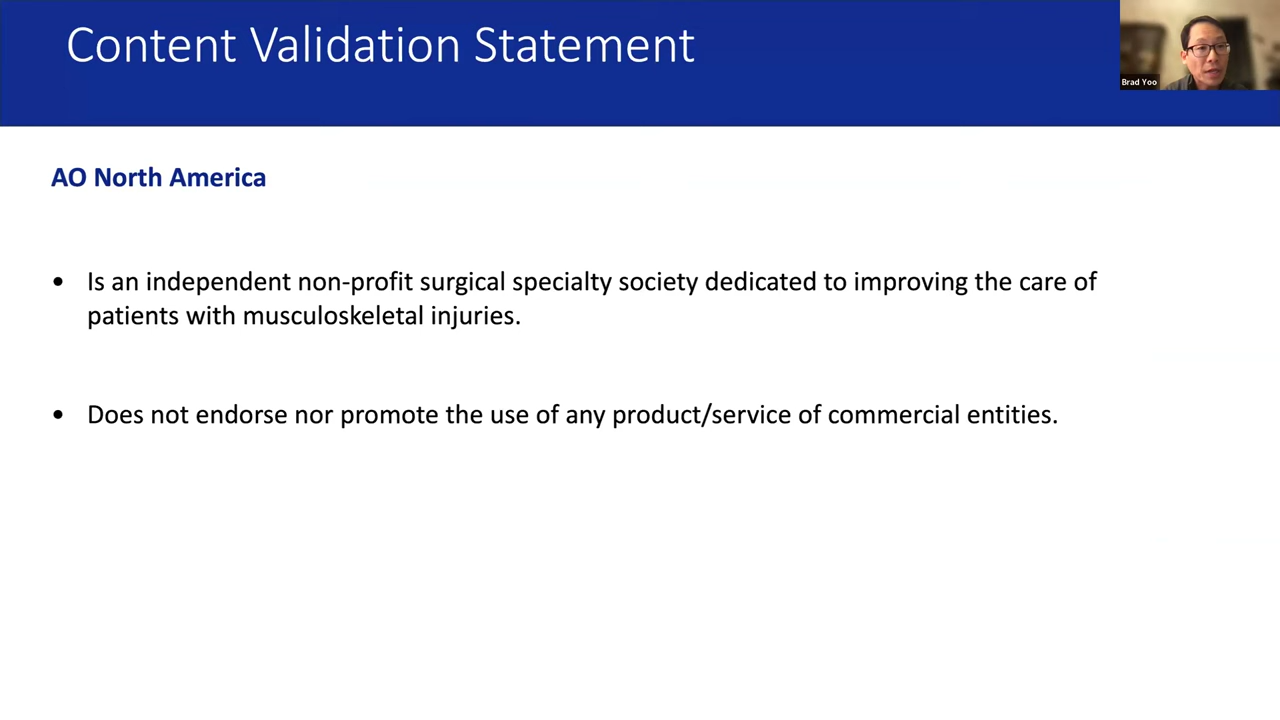 Content Validation Statement
Brad Yoo
AO North America
• Is an independent non-profit surgical specialty society dedicated to improving the care of
patients with musculoskeletal injuries.
• Does not endorse nor promote the use of any product/service of commercial entities.